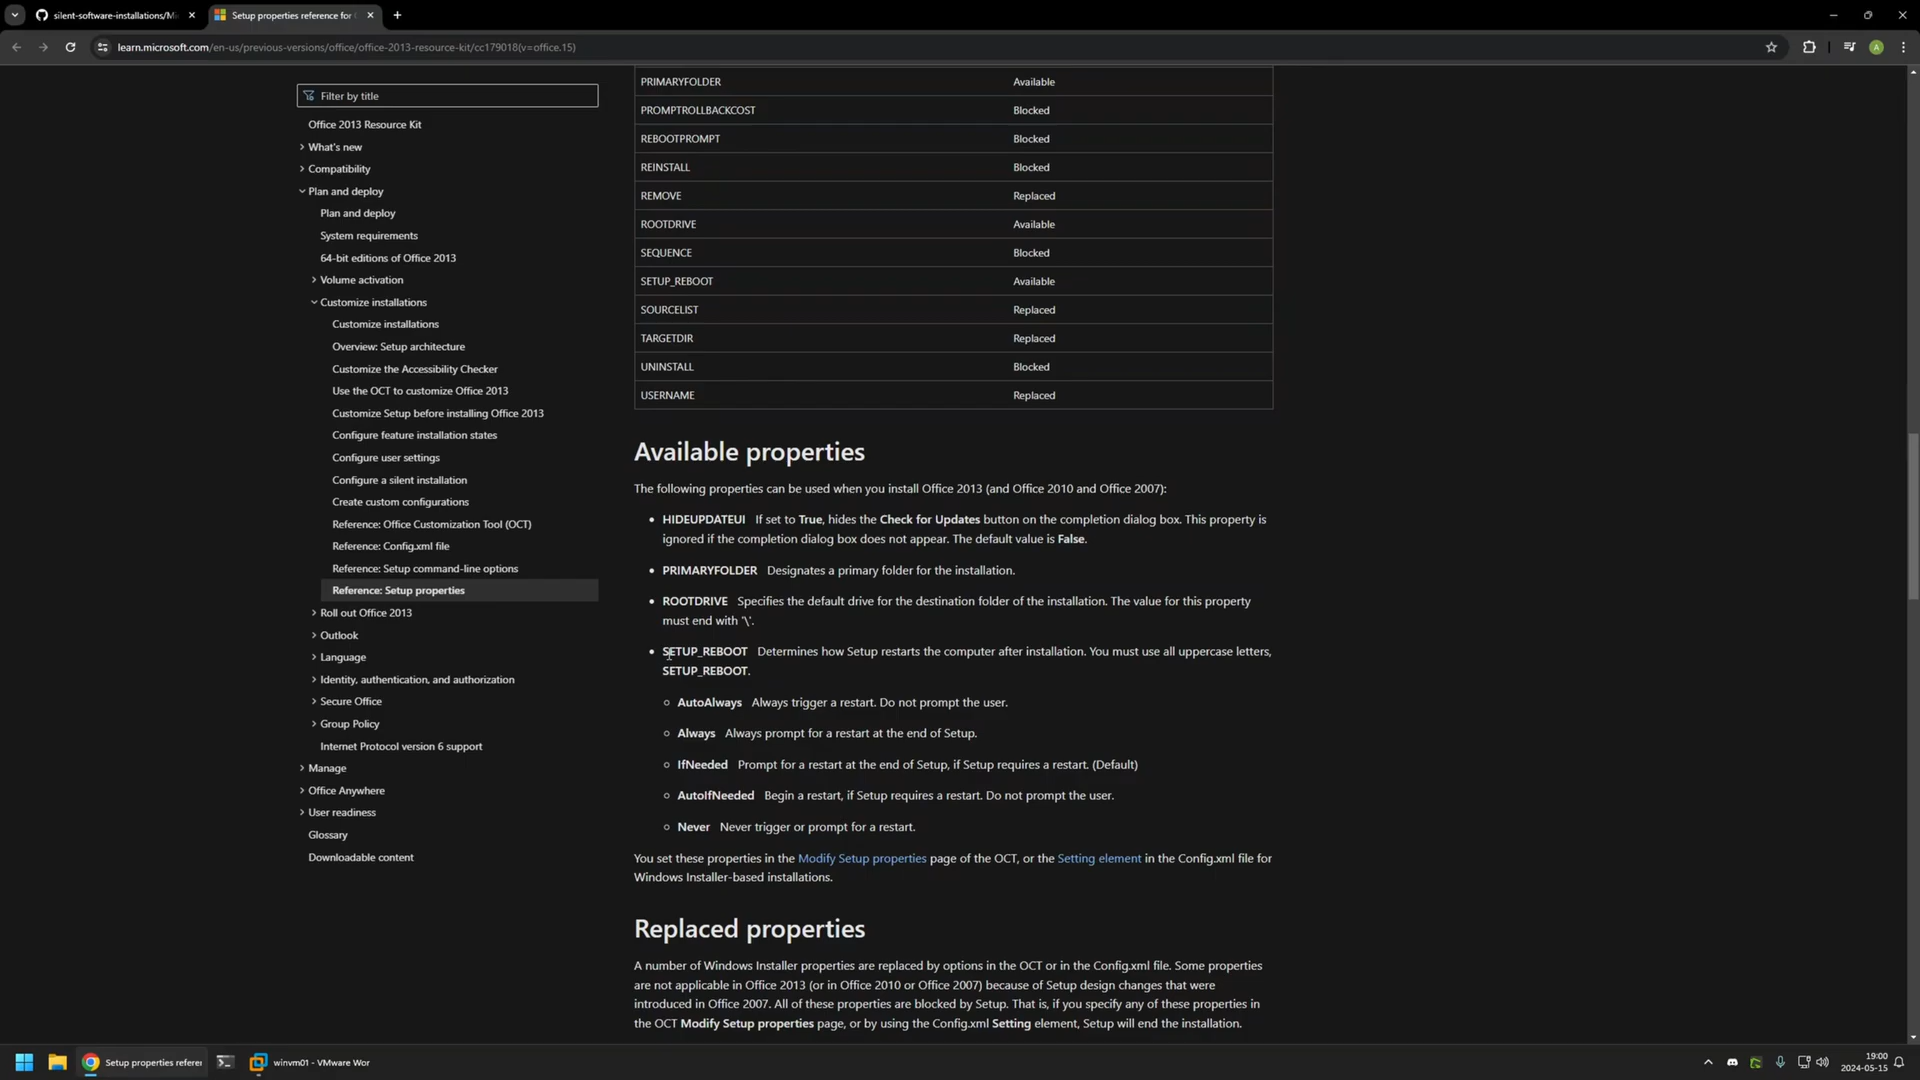 silent-software-installations/M
Setup properties reference for
learn.microsoft.com/en-us/previous-versions/office/office-2013-resource-kit/cc179018(v=office.15)
A
Filter by title
Office 2013 Resource Kit
What's new
Compatibility
Plan and deploy
Plan and deploy
System requirements
64-bit editions of Office 2013
Volume activation
Customize installations
Customize installations
Overview: Setup architecture
Customize the Accessibility Checker
Use the OCT to customize Office 2013
Customize Setup before installing Office 2013
Configure feature installation states
Configure user settings
Configure a silent installation
Create custom configurations
Reference: Office Customization Tool (OCT)
Reference: Config.xml file
Reference: Setup command-line options
Reference: Setup properties
Roll out Office 2013
Outlook
Language
Identity, authentication, and authorization
Secure Office
Group Policy
Internet Protocol version 6 support
Manage
Office Anywhere
User readiness
Glossary
Downloadable content
PRIMARYFOLDER Available
PROMPTROLLBACKCOST Blocked
REBOOTPROMPT Blocked
REINSTALL Blocked
REMOVE Replaced
ROOTDRIVE Available
SEQUENCE Blocked
SETUP_REBOOT Available
SOURCELIST Replaced
TARGETDIR Replaced
UNINSTALL Blocked
USERNAME Replaced
Available properties
The following properties can be used when you install Office 2013 (and Office 2010 and Office 2007):
• HIDEUPDATEUI If set to True, hides the Check for Updates button on the completion dialog box. This property is
ignored if the completion dialog box does not appear. The default value is False.
• PRIMARYFOLDER Designates a primary folder for the installation.
• ROOTDRIVE Specifies the default drive for the destination folder of the installation. The value for this property
must end with '\'.
• SETUP_REBOOT Determines how Setup restarts the computer after installation. You must use all uppercase letters,
SETUP_REBOOT.
○ AutoAlways Always trigger a restart. Do not prompt the user.
○ Always Always prompt for a restart at the end of Setup.
○ IfNeeded Prompt for a restart at the end of Setup, if Setup requires a restart. (Default)
○ AutoIfNeeded Begin a restart, if Setup requires a restart. Do not prompt the user.
○ Never Never trigger or prompt for a restart.
You set these properties in the Modify Setup properties page of the OCT, or the Setting element in the Config.xml file for
Windows Installer-based installations.
Replaced properties
A number of Windows Installer properties are replaced by options in the OCT or in the Config.xml file. Some properties
are not applicable in Office 2013 (or in Office 2010 or Office 2007) because of Setup design changes that were
introduced in Office 2007. All of these properties are blocked by Setup. That is, if you specify any of these properties in
the OCT Modify Setup properties page, or by using the Config.xml Setting element, Setup will end the installation.
Setup properties referer
winvm01 - VMware Wor
19:00
2024-05-15